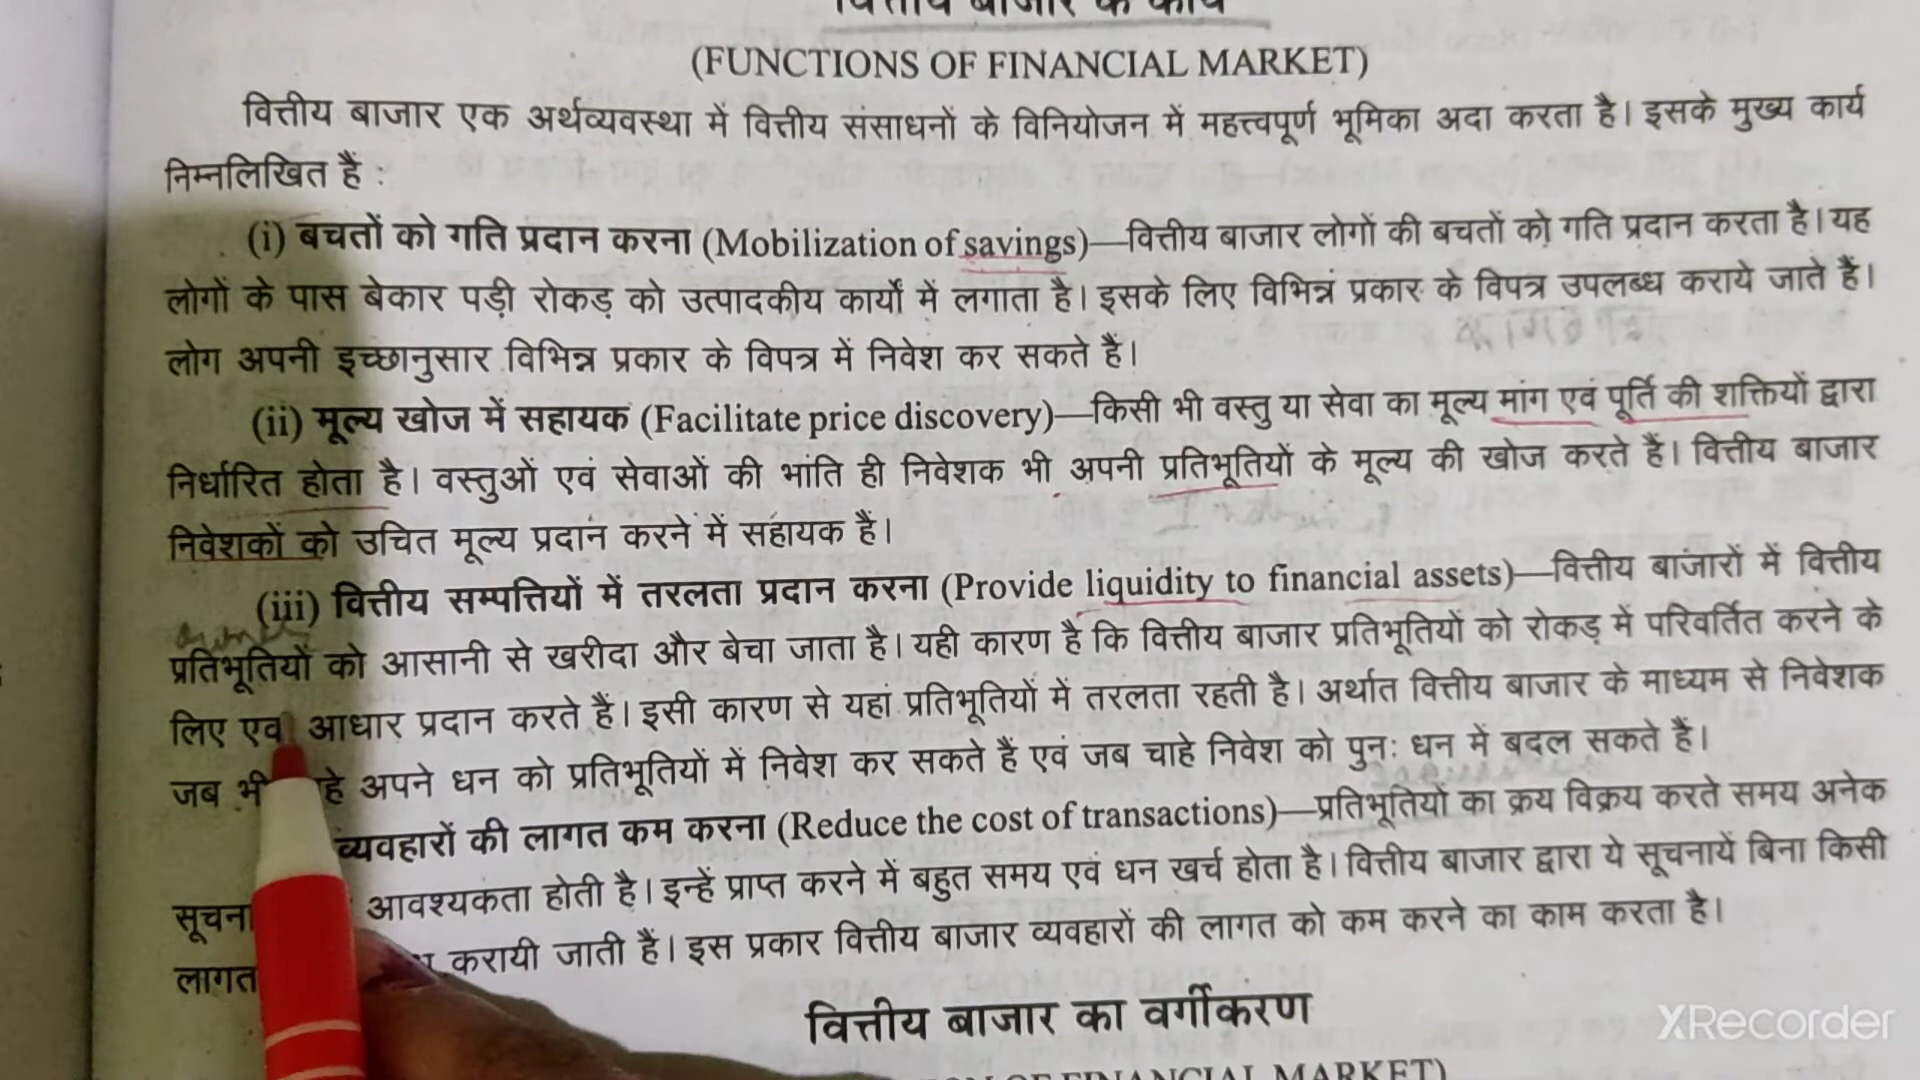 वित्तीय बाजार के कार्य
(FUNCTIONS OF FINANCIAL MARKET)
वित्तीय बाजार एक अर्थव्यवस्था में वित्तीय संसाधनों के विनियोजन में महत्त्वपूर्ण भूमिका अदा करता है। इसके मुख्य कार्य
निम्नलिखित हैं :
(i) बचतों को गति प्रदान करना (Mobilization of savings)—वित्तीय बाजार लोगों की बचतों को गति प्रदान करता है। यह
लोगों के पास बेकार पड़ी रोकड़ को उत्पादकीय कार्यों में लगाता है। इसके लिए विभिन्न प्रकार के विपत्र उपलब्ध कराये जाते हैं।
लोग अपनी इच्छानुसार विभिन्न प्रकार के विपत्र में निवेश कर सकते हैं।
(ii) मूल्य खोज में सहायक (Facilitate price discovery)—किसी भी वस्तु या सेवा का मूल्य मांग एवं पूर्ति की शक्तियों द्वारा
निर्धारित होता है। वस्तुओं एवं सेवाओं की भांति ही निवेशक भी अपनी प्रतिभूतियों के मूल्य की खोज करते हैं। वित्तीय बाजार
निवेशकों को उचित मूल्य प्रदान करने में सहायक हैं।
(iii) वित्तीय सम्पत्तियों में तरलता प्रदान करना (Provide liquidity to financial assets)—वित्तीय बाजारों में वित्तीय
प्रतिभूतियों को आसानी से खरीदा और बेचा जाता है। यही कारण है कि वित्तीय बाजार प्रतिभूतियों को रोकड़ में परिवर्तित करने के
लिए एव आधार प्रदान करते हैं। इसी कारण से यहां प्रतिभूतियों में तरलता रहती है। अर्थात वित्तीय बाजार के माध्यम से निवेशक
जब भी हे अपने धन को प्रतिभूतियों में निवेश कर सकते हैं एवं जब चाहे निवेश को पुनः धन में बदल सकते हैं।
व्यवहारों की लागत कम करना (Reduce the cost of transactions)—प्रतिभूतियों का क्रय विक्रय करते समय अनेक
सूचना आवश्यकता होती है। इन्हें प्राप्त करने में बहुत समय एवं धन खर्च होता है। वित्तीय बाजार द्वारा ये सूचनायें बिना किसी
लागत करायी जाती हैं। इस प्रकार वित्तीय बाजार व्यवहारों की लागत को कम करने का काम करता है।
वित्तीय बाजार का वर्गीकरण
OF FINANCIAL MARKET)
XRecorder